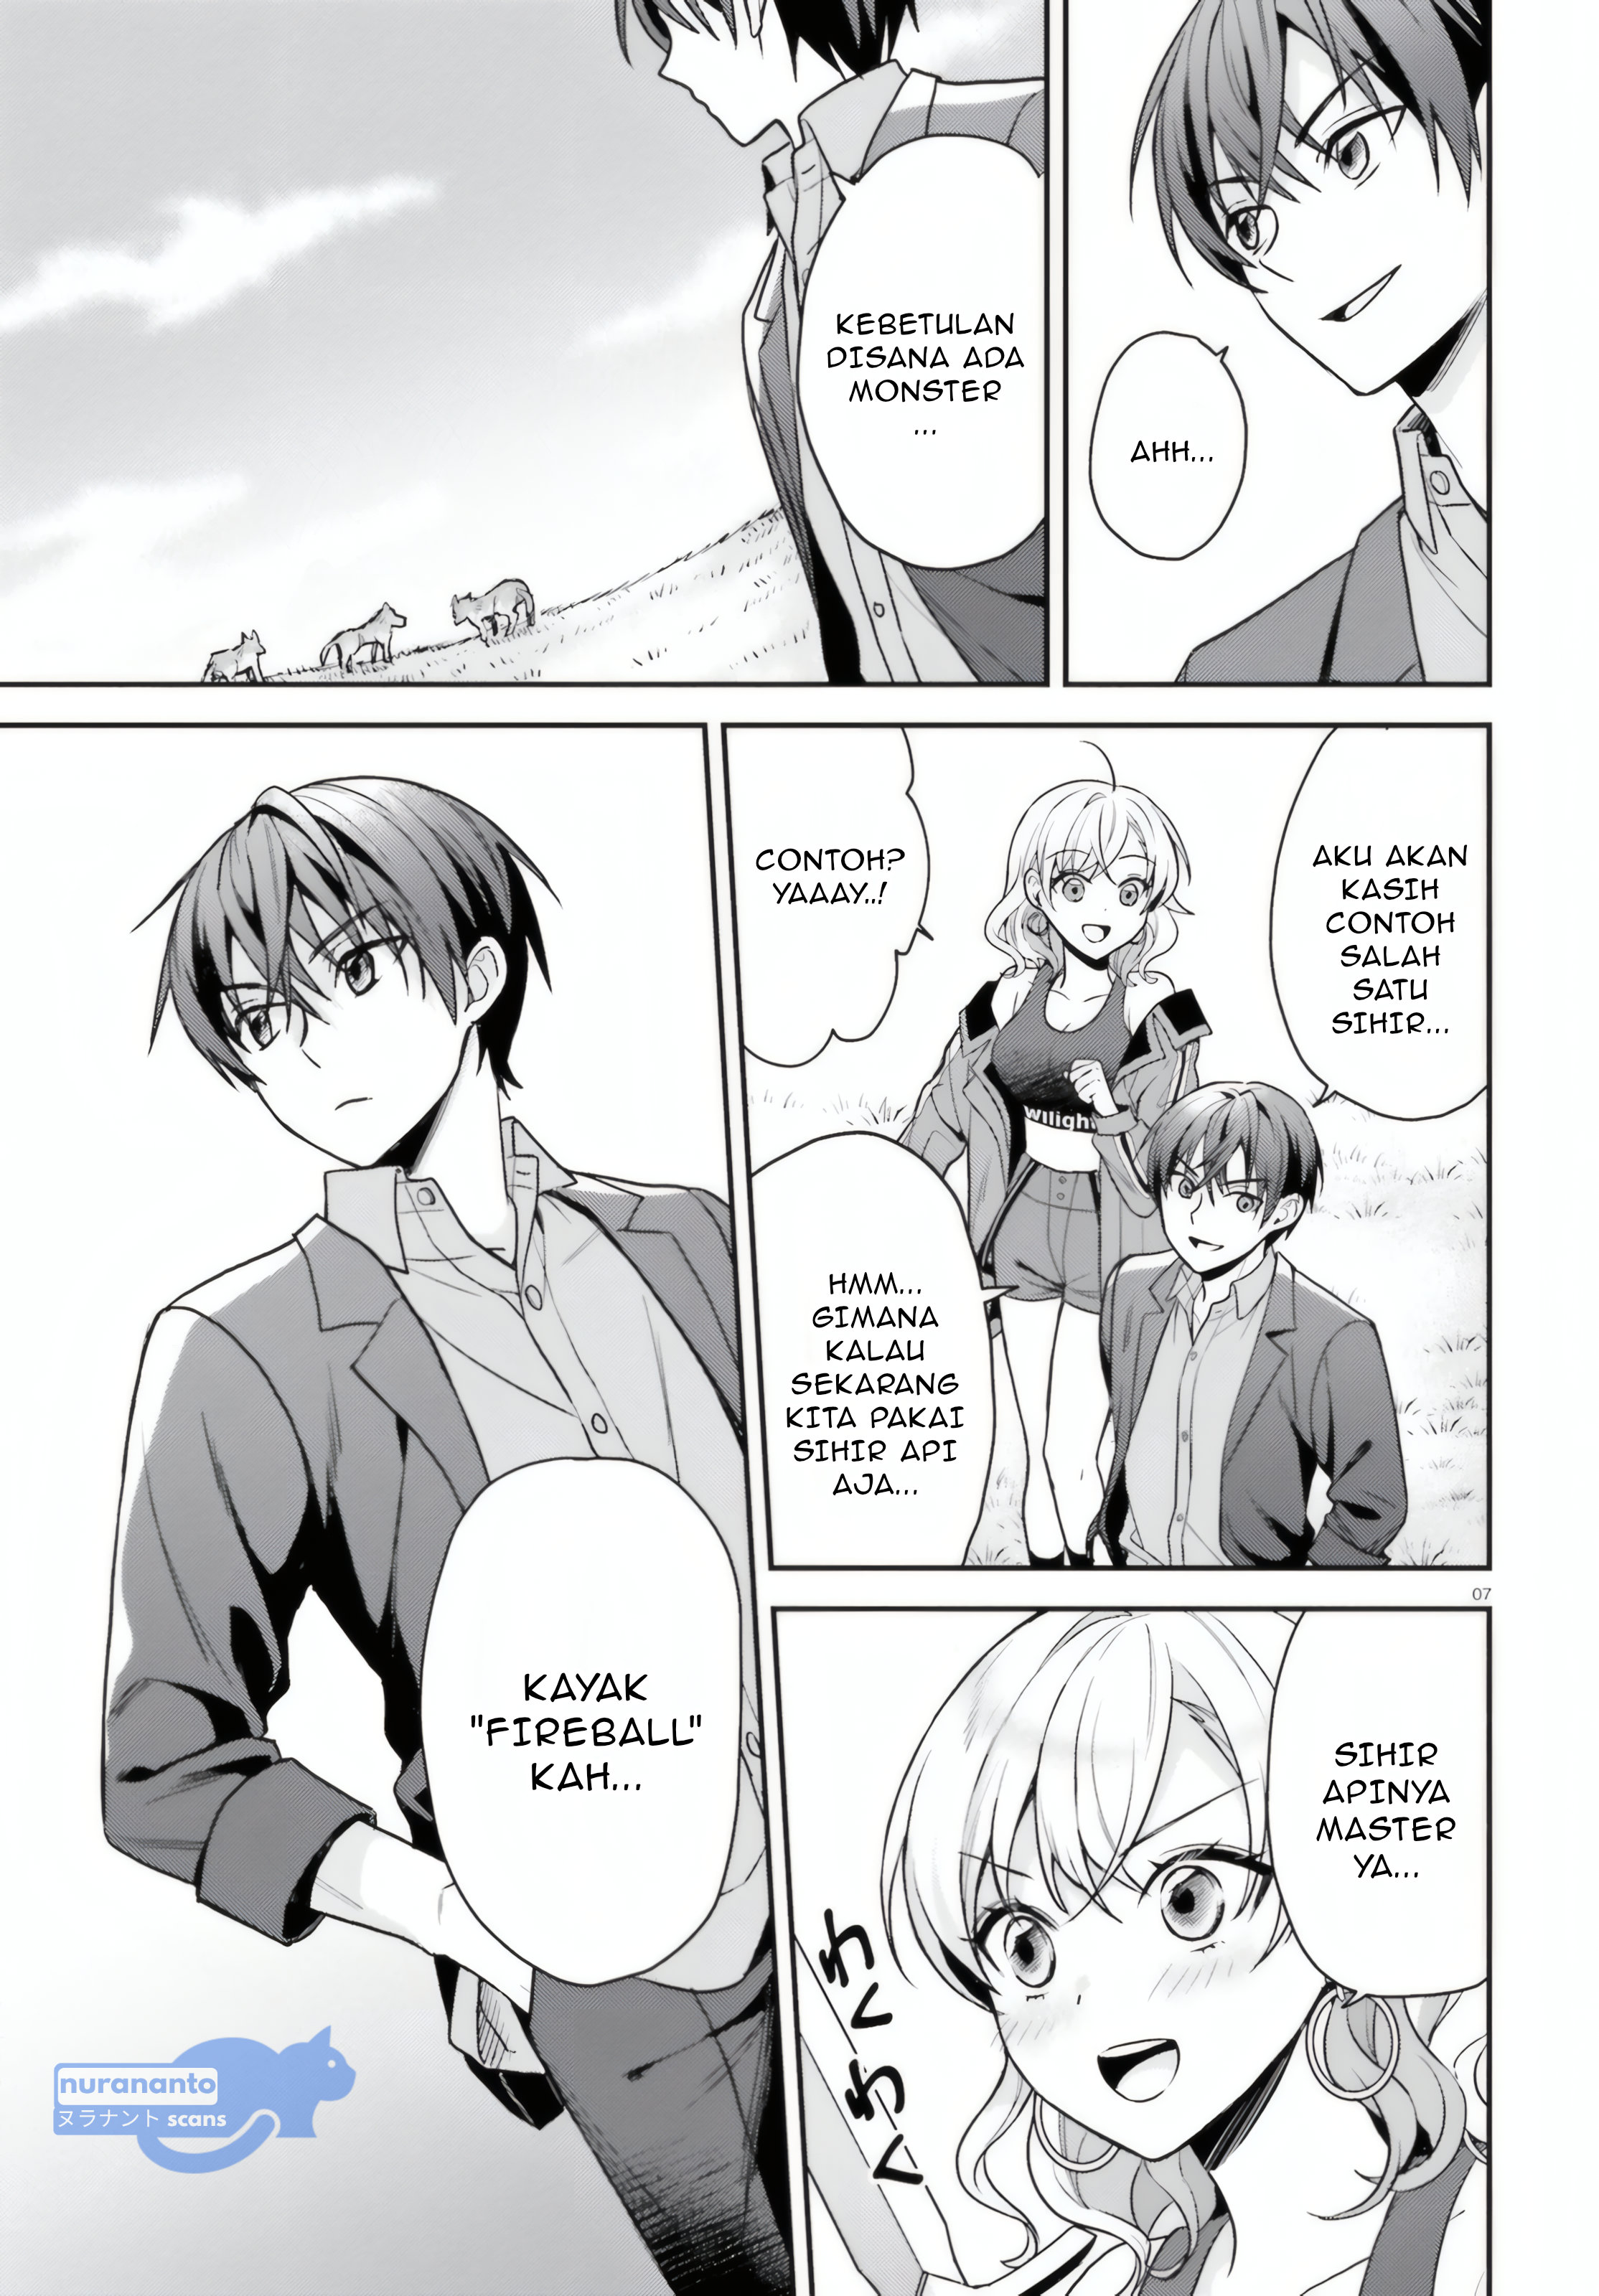 AHH...
KEBETULAN
DISANA ADA
MONSTER
...
AKU AKAN
KASIH
CONTOH
SALAH
SATU
SIHIR...
CONTOH?
YAAAY..!
wilight
HMM...
GIMANA
KALAU
SEKARANG
KITA PAKAI
SIHIR API
AJA...
07
SIHIR
APINYA
MASTER
YA...
わくわく
KAYAK
"FIREBALL"
KAH...
nurananto
ヌラナント scans